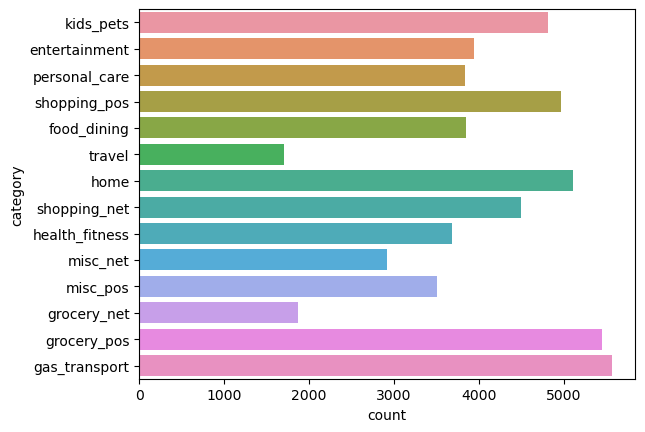 kids_pets
entertainment
personal_care
shopping_pos
food_dining
travel
home
shopping_net
health_fitness
misc_net
misc_pos
grocery_net
grocery_pos
gas_transport
category
0 1000 2000 3000 4000 5000
count